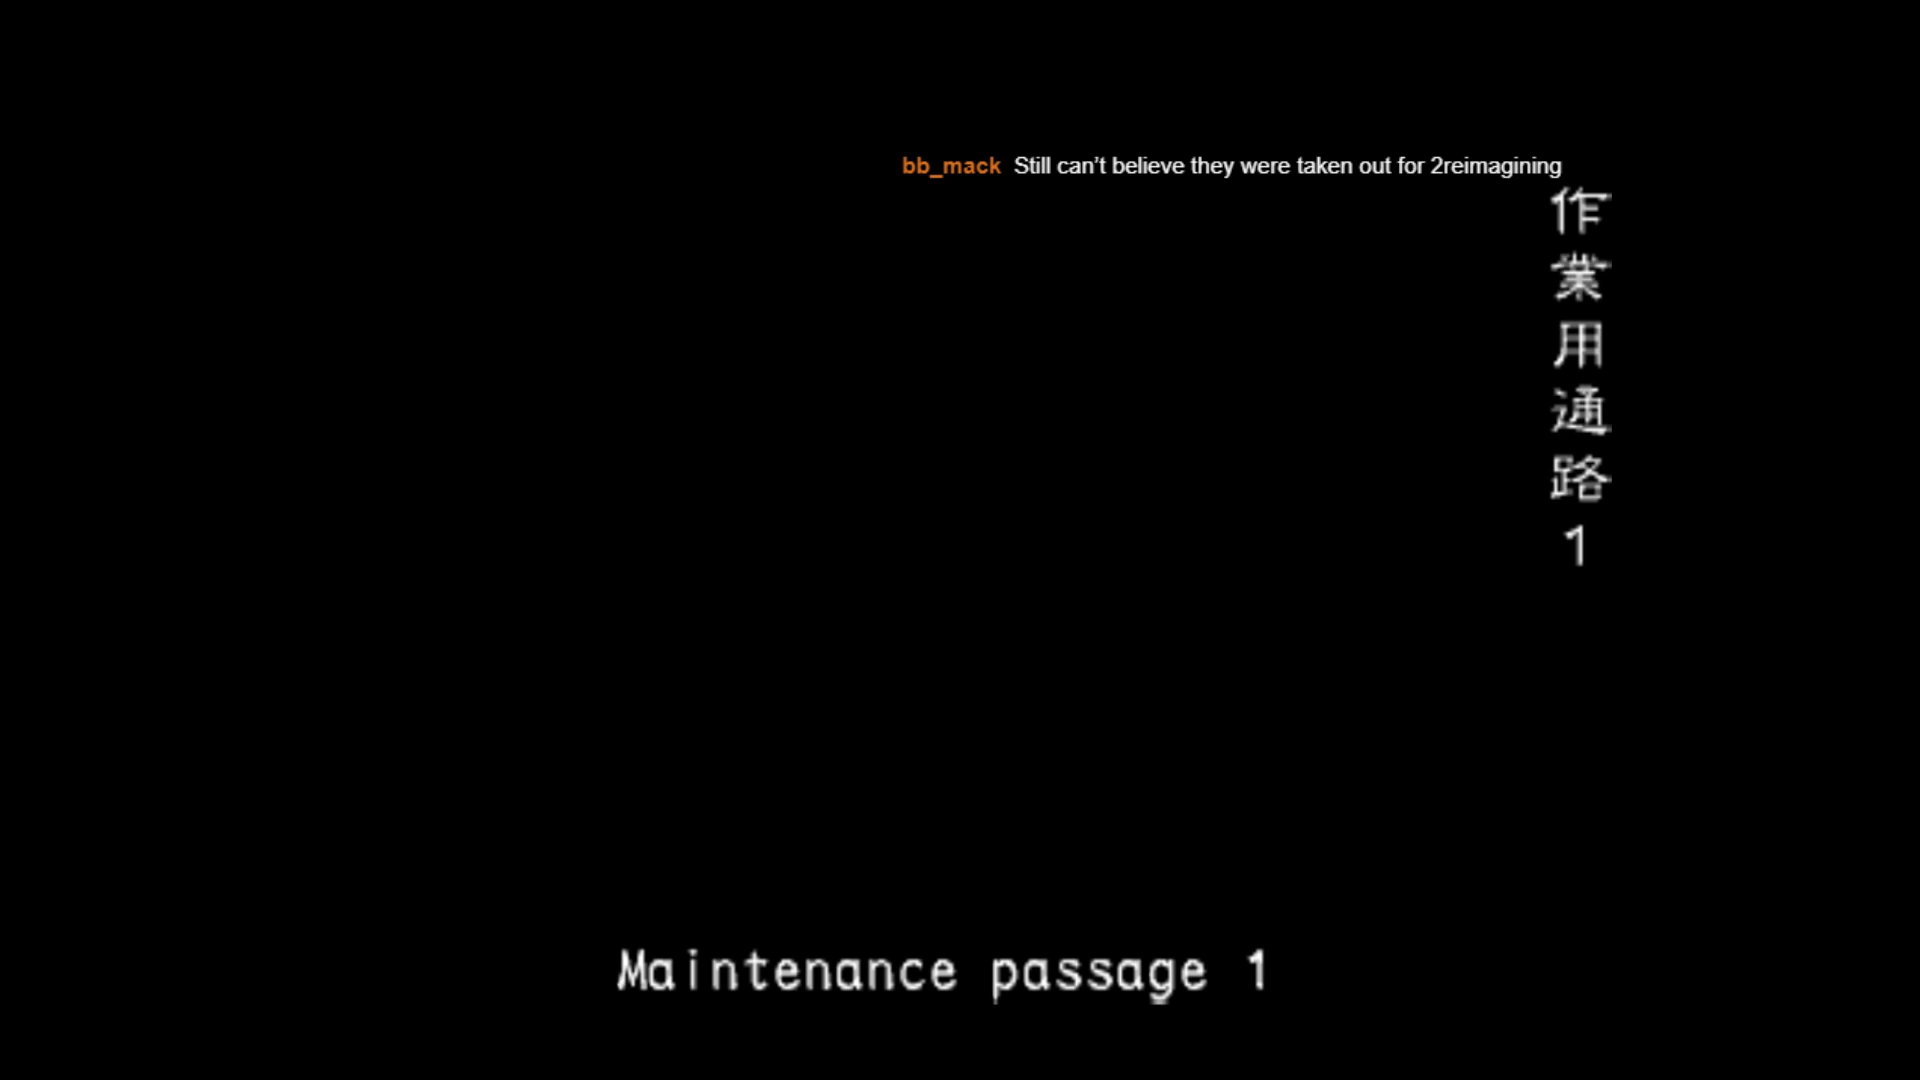 bb_mack Still can’t believe they were taken out for 2reimagining
作業用通路1
Maintenance passage 1